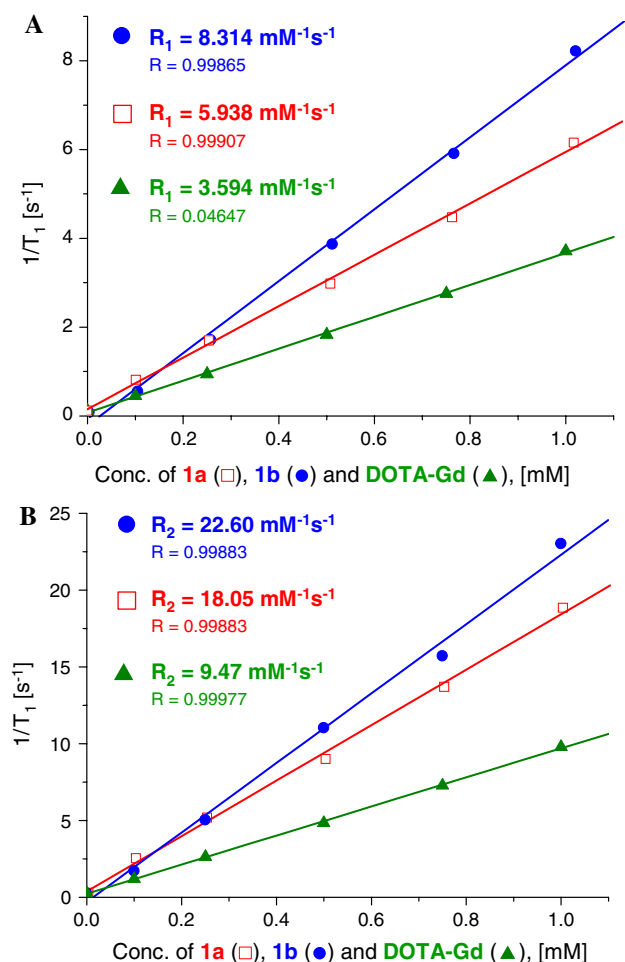 A
R₁ = 8.314 mM⁻¹s⁻¹
R = 0.99865
R₁ = 5.938 mM⁻¹s⁻¹
R = 0.99907
R₁ = 3.594 mM⁻¹s⁻¹
R = 0.04647
1/T₁ [s⁻¹]
8
6
4
2
0
0.0 0.2 0.4 0.6 0.8 1.0
Conc. of 1a (□), 1b (●) and DOTA-Gd (▲), [mM]
B
R₂ = 22.60 mM⁻¹s⁻¹
R = 0.99883
R₂ = 18.05 mM⁻¹s⁻¹
R = 0.99883
R₂ = 9.47 mM⁻¹s⁻¹
R = 0.99977
1/T₁ [s⁻¹]
25
20
15
10
5
0
0.0 0.2 0.4 0.6 0.8 1.0
Conc. of 1a (□), 1b (●) and DOTA-Gd (▲), [mM]